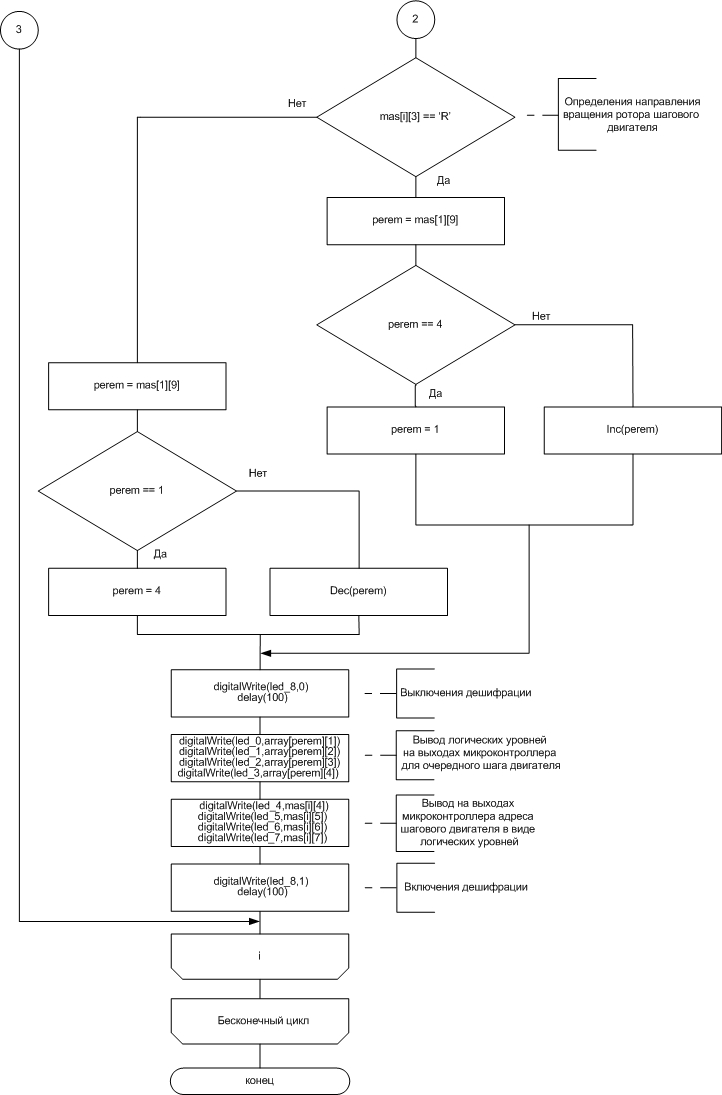 3
2
mas[i][3] == ‘R’
Определения направления
вращения ротора шагового
двигателя
Нет
Да
perem = mas[1][9]
perem == 4
Нет
Да
perem = 1
Inc(perem)
perem = mas[1][9]
perem == 1
Нет
Да
perem = 4
Dec(perem)
digitalWrite(led_8,0)
delay(100)
Выключения дешифрации
digitalWrite(led_0,array[perem][1])
digitalWrite(led_1,array[perem][2])
digitalWrite(led_2,array[perem][3])
digitalWrite(led_3,array[perem][4])
Вывод логических уровней
на выходах микроконтроллера
для очередного шага двигателя
digitalWrite(led_4,mas[i][4])
digitalWrite(led_5,mas[i][5])
digitalWrite(led_6,mas[i][6])
digitalWrite(led_7,mas[i][7])
Вывод на выходах
микроконтроллера адреса
шагового двигателя в виде
логических уровней
digitalWrite(led_8,1)
delay(100)
Включения дешифрации
i
Бесконечный цикл
конец